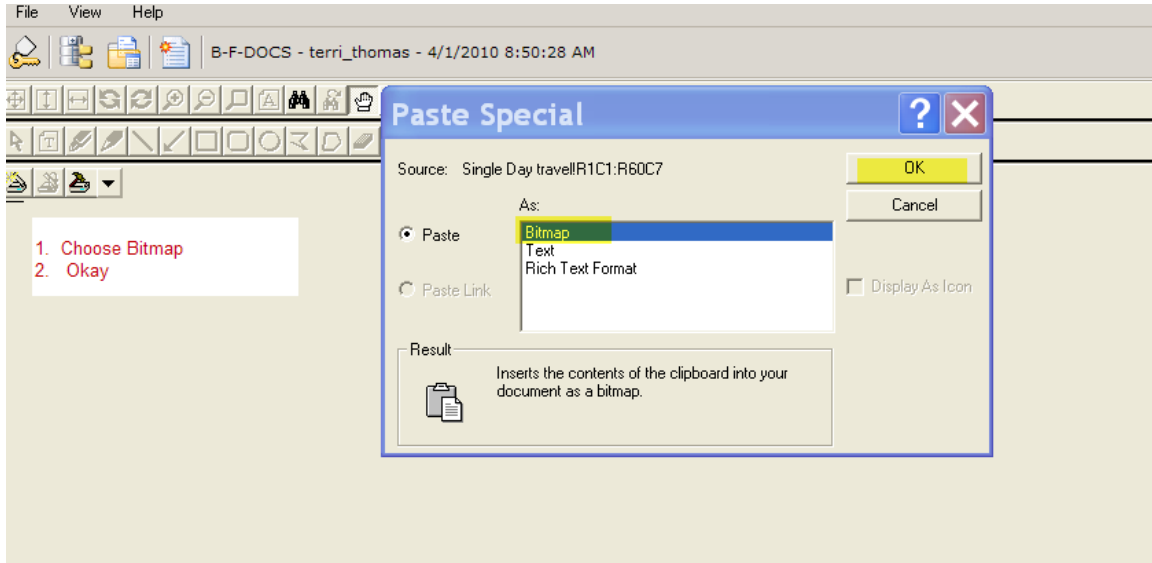 File View Help
B-F-DOCS - terri_thomas - 4/1/2010 8:50:28 AM
Paste Special
Source: Single Day travel!R1C1:R60C7
OK
As:
Cancel
Paste
Bitmap
Text
Rich Text Format
Paste Link
Display As Icon
1. Choose Bitmap
2. Okay
Result
Inserts the contents of the clipboard into your
document as a bitmap.